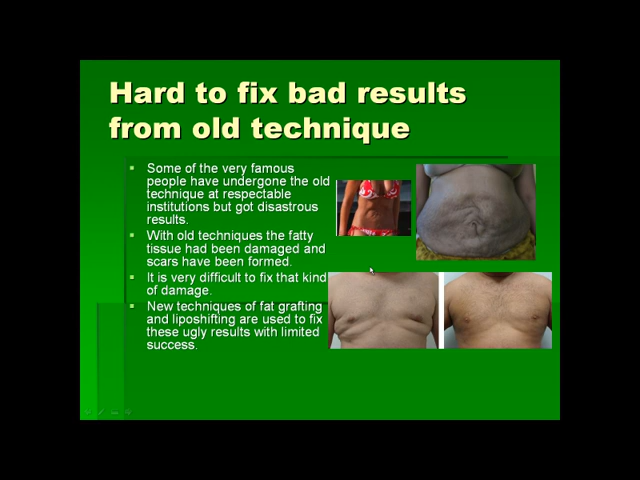 Hard to fix bad results
from old technique
Some of the very famous
people have undergone the old
technique at respectable
institutions but got disastrous
results.
With old techniques the fatty
tissue had been damaged and
scars have been formed.
It is very difficult to fix that kind
of damage.
New techniques of fat grafting
and liposhifting are used to fix
these ugly results with limited
success.